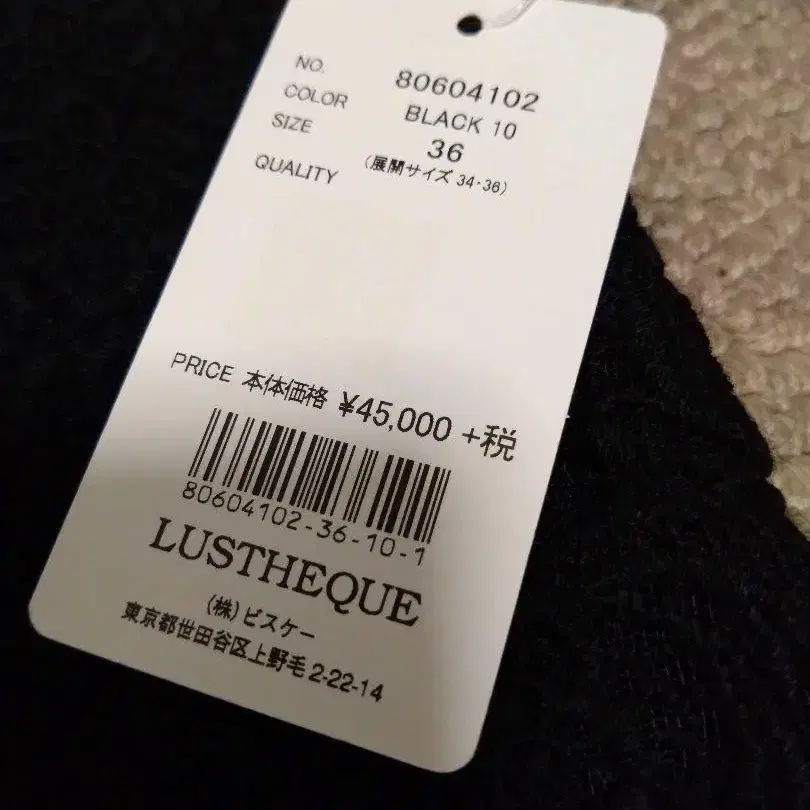 NO. 80604102
COLOR BLACK 10
SIZE 36
(展開サイズ 34・36)
QUALITY
PRICE 本体価格 ¥45,000 +税
80604102-36-10-1
LUSTHEQUE
(株)ビスケー
東京都世田谷区上野毛2-22-14